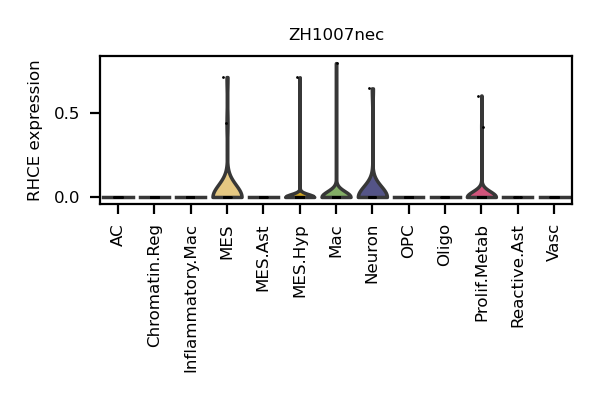 ZH1007nec
RHCE expression
0.5
0.0
AC
Chromatin.Reg
Inflammatory.Mac
MES
MES.Ast
MES.Hyp
Mac
Neuron
OPC
Oligo
Prolif.Metab
Reactive.Ast
Vasc